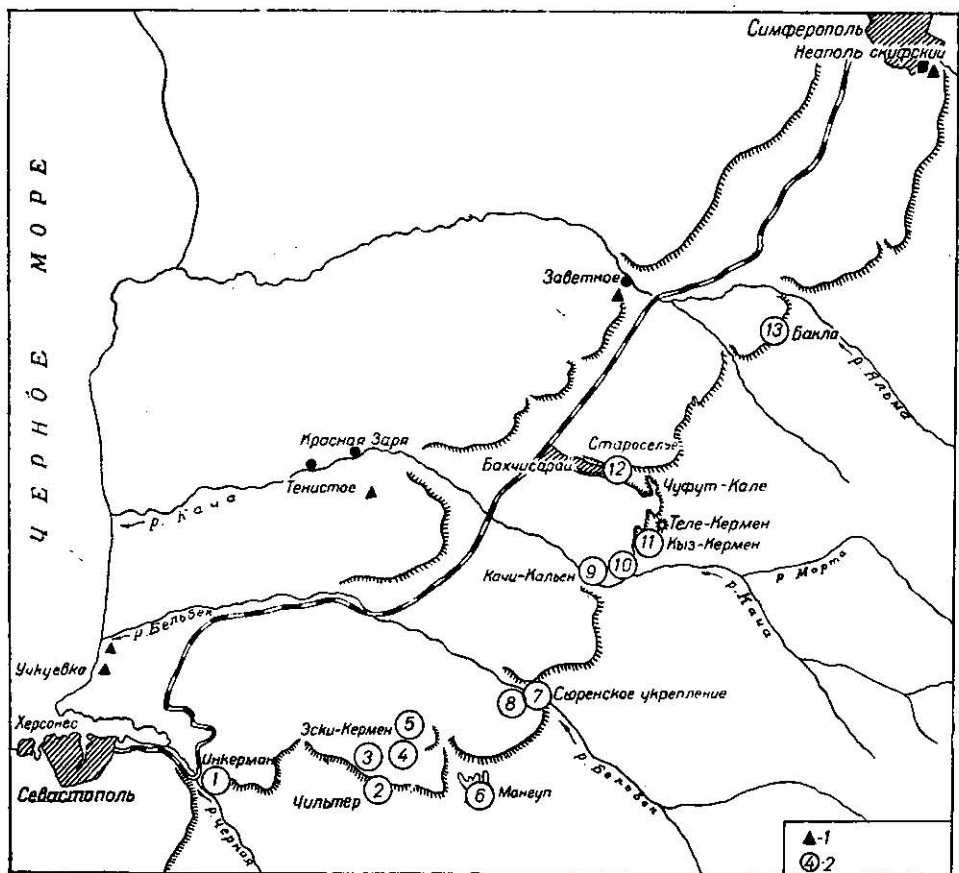 Симферополь
Неаполь скифский
ЧЕРНОЕ МОРЕ
Заветное
13 Бакла
р. Альма
Красная Заря
Тенистое
р. Кача
Бахчисарай
Староселье
12
Чуфут-Кале
Теле-Кермен
11 Кыз-Кермен
Качи-Кальен 9 10
р. Кача
р. Марта
р. Бельбек
Учкуевка
8 7 Сюренское укрепление
Херсонес
Севастополь
Инкерман
1
Эски-Кермен 5
3 4
2
Чильтер
6 Мангуп
р. Черная
р. Бельбек
▲-1
④-2